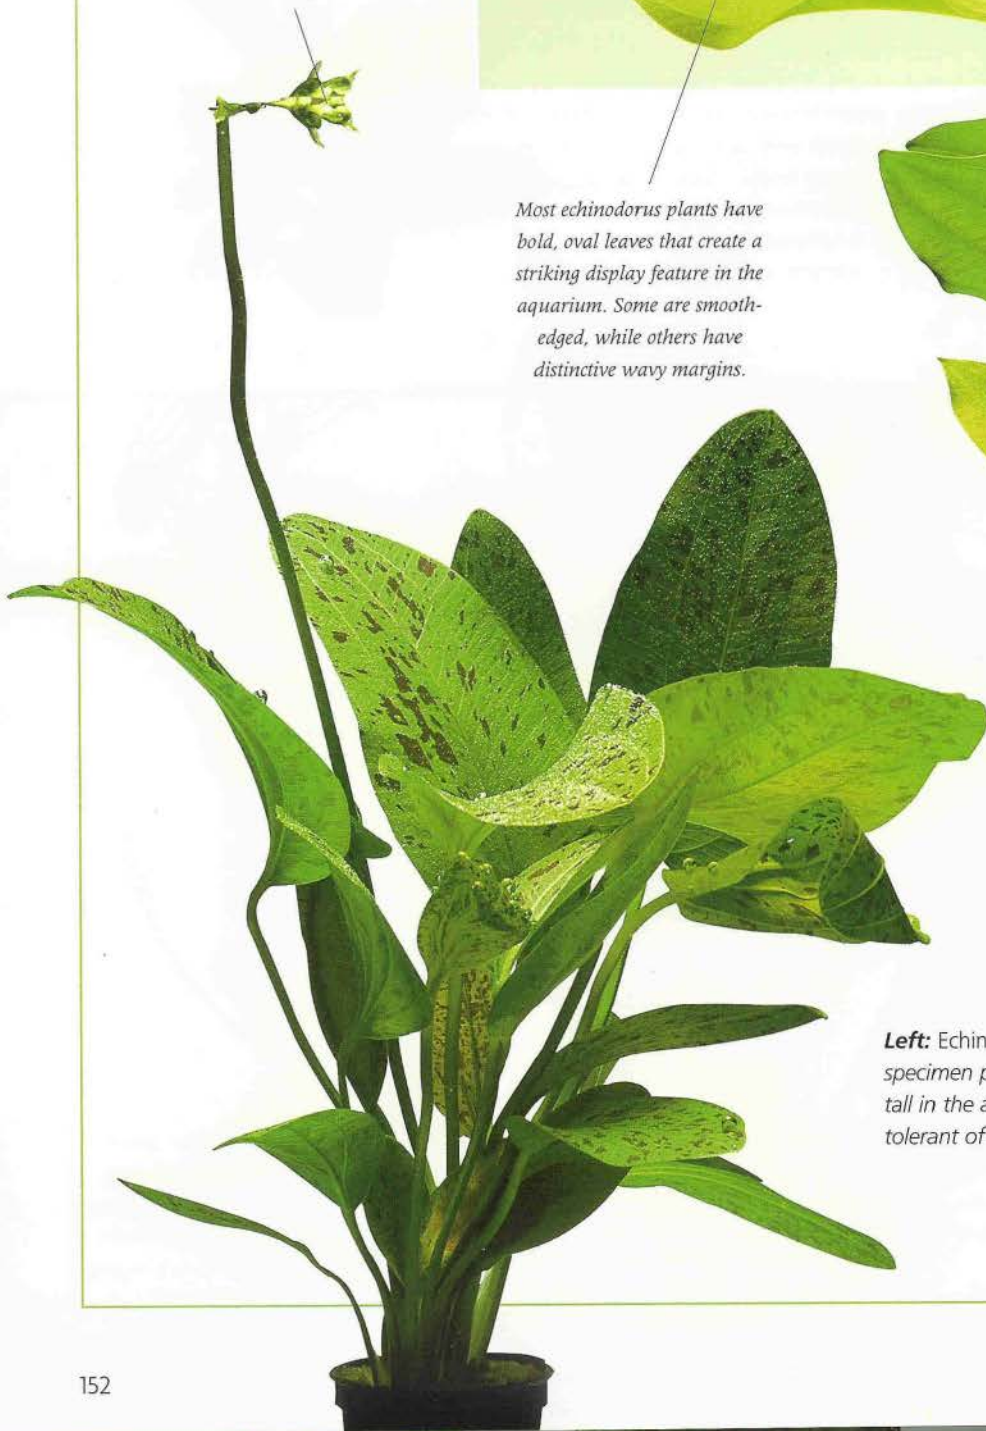 Most echinodorus plants have
bold, oval leaves that create a
striking display feature in the
aquarium. Some are smooth-
edged, while others have
distinctive wavy margins.
Left: Echin
specimen p
tall in the a
tolerant of
152